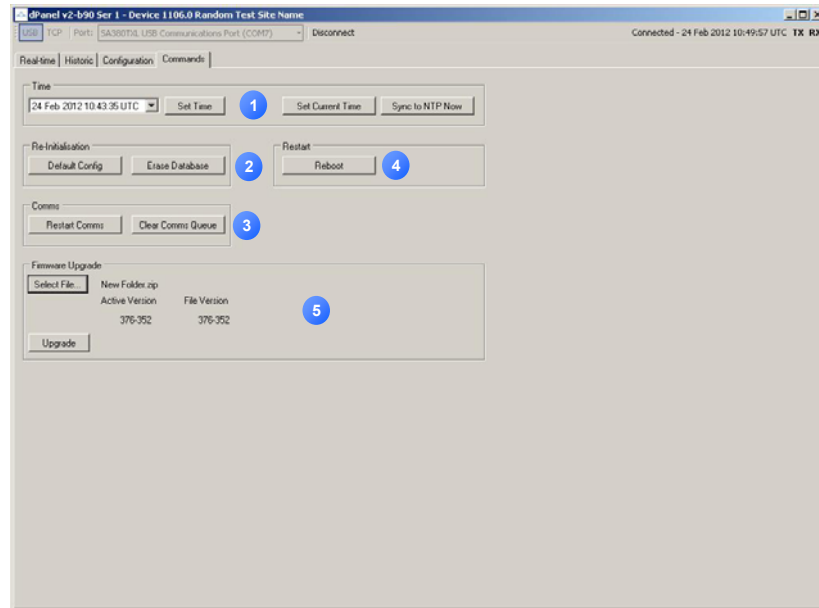 dPanel v2-b90 Ser 1 - Device 1106.0 Random Test Site Name
USB TCP Port: SA380TXL USB Communications Port (COM7) Disconnect Connected - 24 Feb 2012 10:49:57 UTC TX RX
Real-time Historic Configuration Commands
Time
24 Feb 2012 10:43:35 UTC Set Time 1 Set Current Time Sync to NTP Now
Re-Initialisation Restart
Default Config Erase Database 2 Reboot 4
Comms
Restart Comms Clear Comms Queue 3
Firmware Upgrade
Select File... New Folder.zip
Active Version File Version
5
376-352 376-352
Upgrade